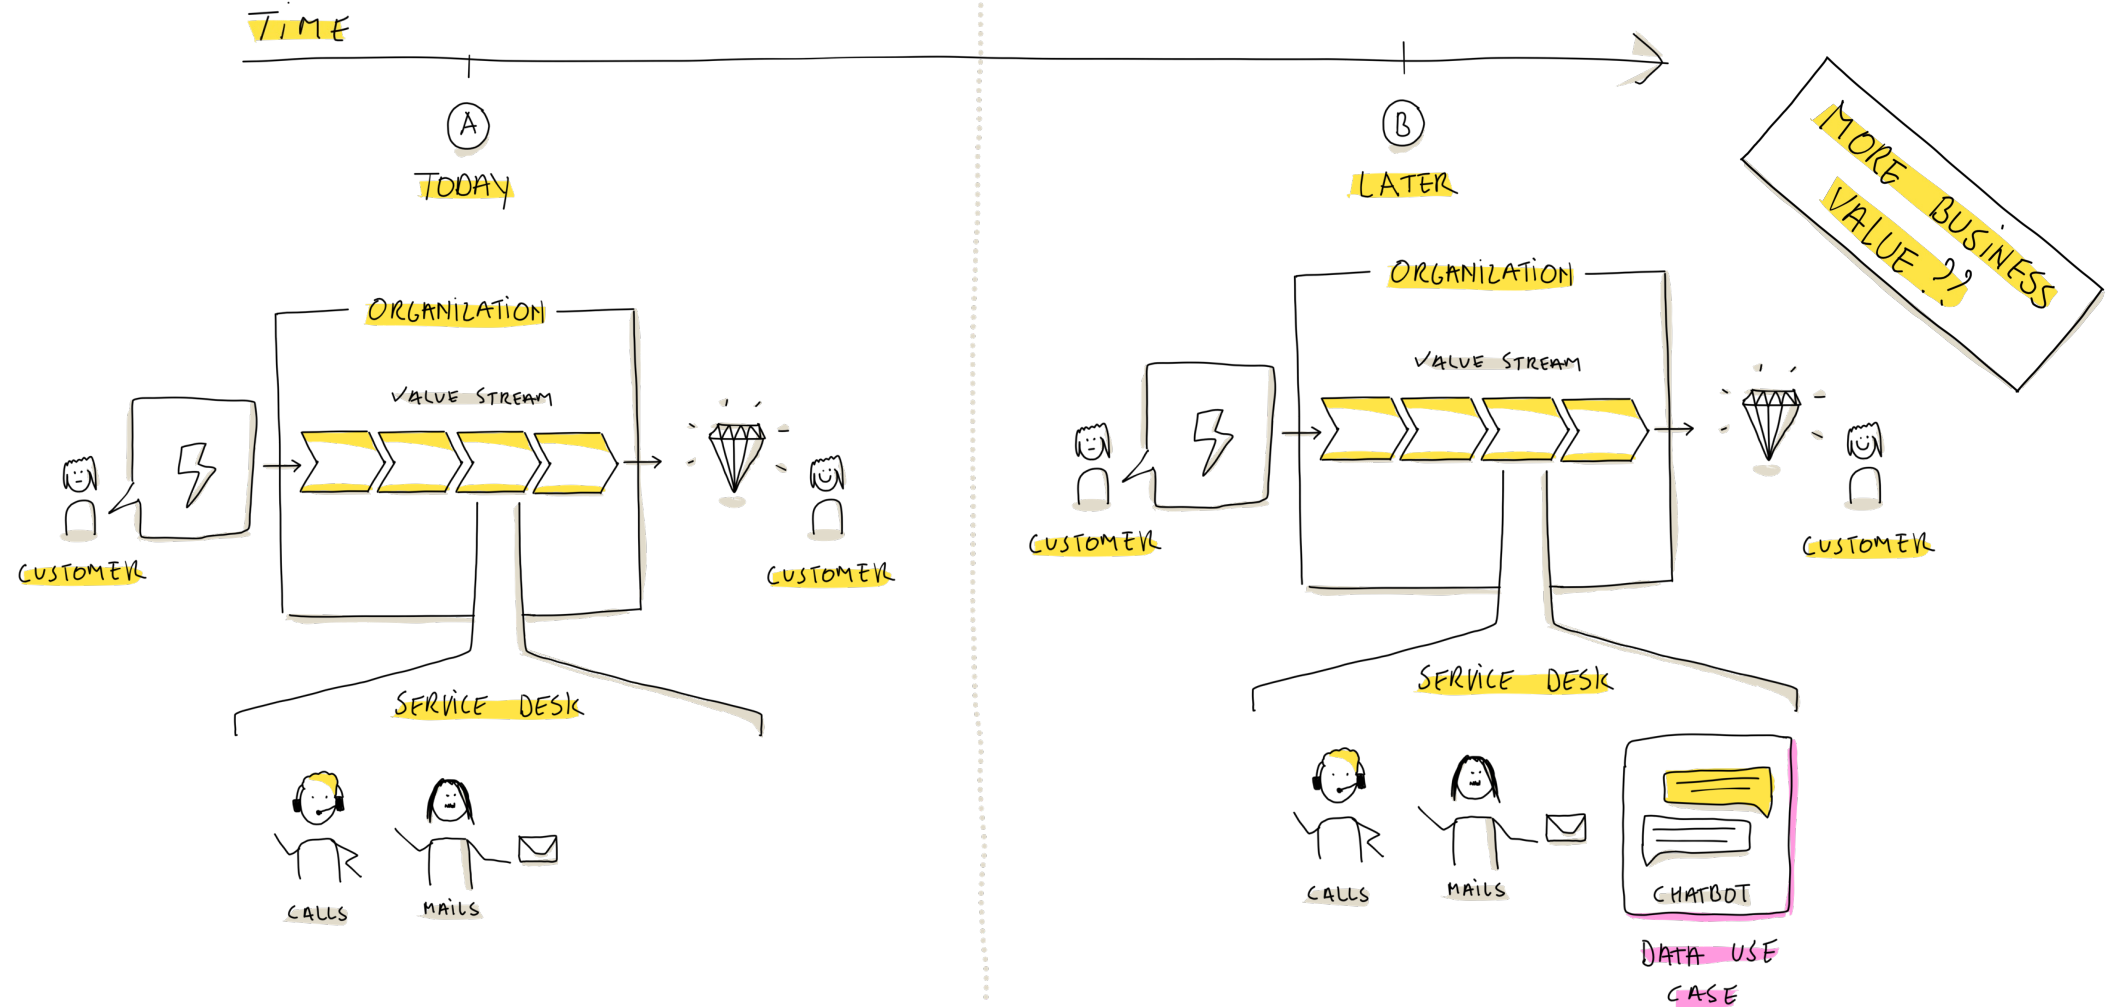 TIME
A
TODAY
ORGANIZATION
VALUE STREAM
CUSTOMER
CUSTOMER
SERVICE DESK
CALLS
MAILS
B
LATER
MORE BUSINESS
VALUE ??
ORGANIZATION
VALUE STREAM
CUSTOMER
CUSTOMER
SERVICE DESK
CALLS
MAILS
CHATBOT
DATA USE
CASE